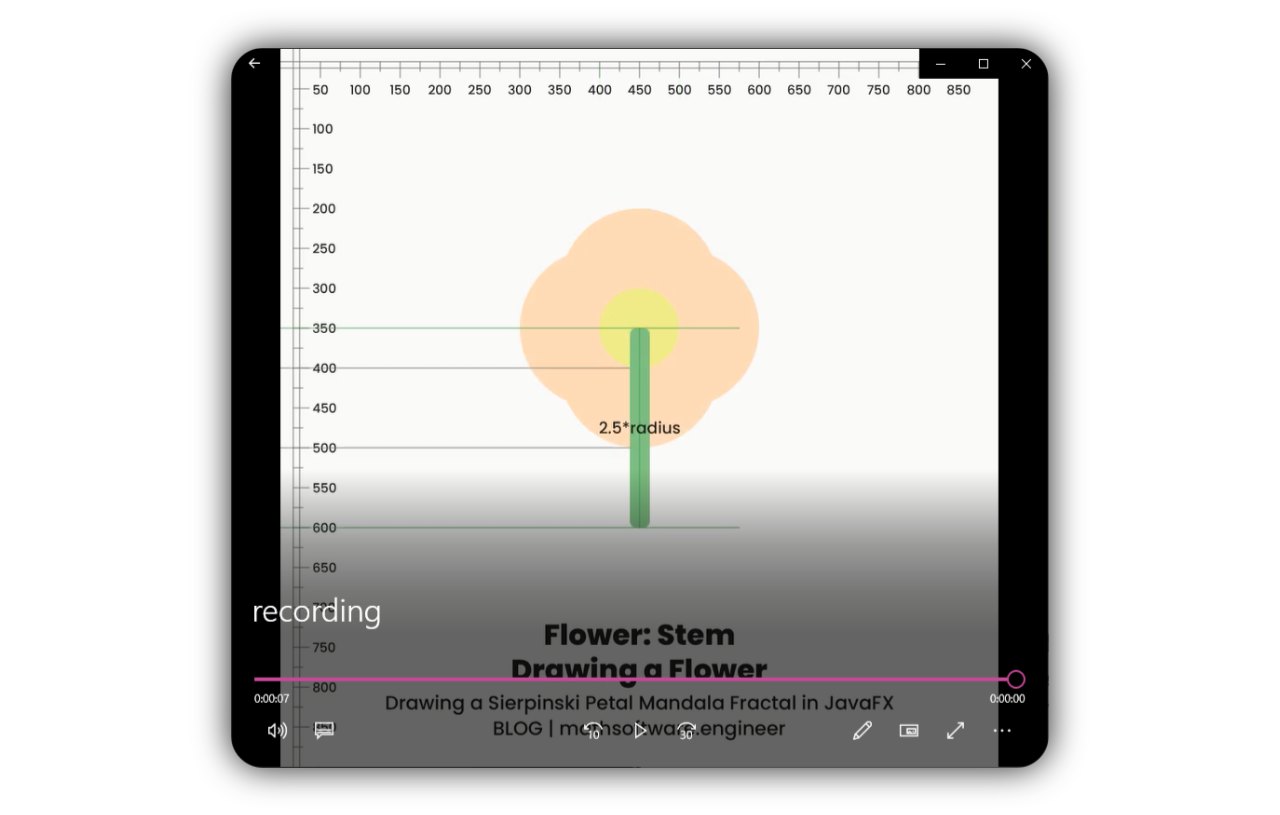 50 100 150 200 250 300 350 400 450 500 550 600 650 700 750 800 850
100
150
200
250
300
350
400
450
2.5*radius
500
550
600
650
700
recording
Flower: Stem
750
Drawing a Flower
800
0:00:07
0:00:00
Drawing a Sierpinski Petal Mandala Fractal in JavaFX
BLOG | mathsoftware.engineer
10
30